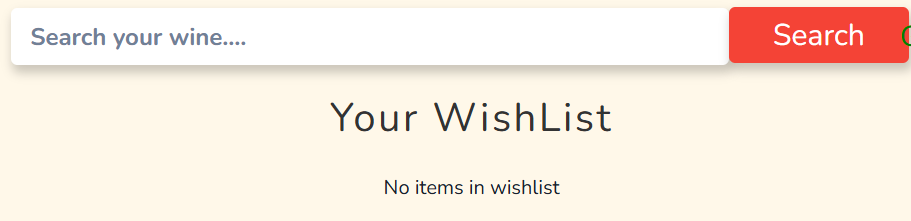 Search your wine....
Search
Your WishList
No items in wishlist